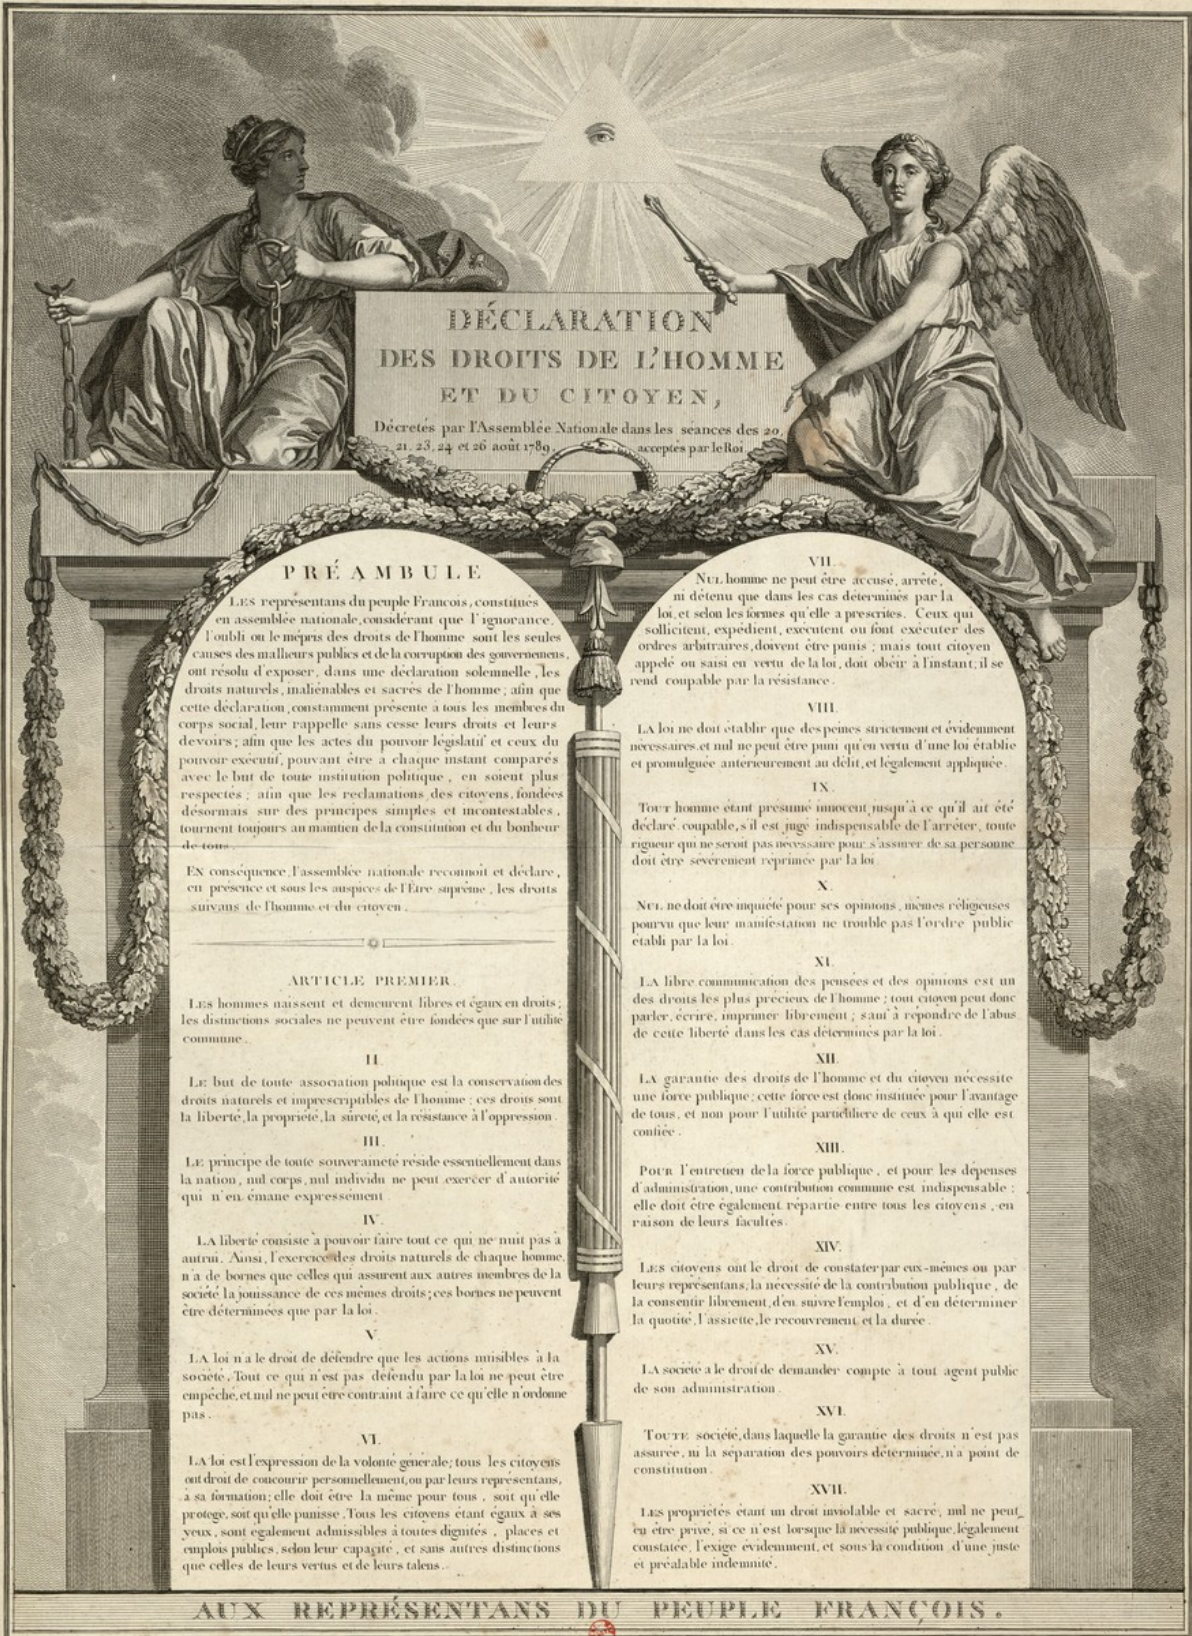 DÉCLARATION
DES DROITS DE L'HOMME
ET DU CITOYEN,
Décretés par l'Assemblée Nationale dans les séances des 20,
21. 23, 24 et 26 août 1789, acceptés par le Roi
PRÉAMBULE
LES représentans du peuple Francois, constitués
en assemblée nationale, considérant que l'ignorance,
l'oubli ou le mépris des droits de l'homme sont les seules
causes des malheurs publics et de la corruption des gouvernemens,
ont résolu d'exposer, dans une déclaration solemnelle, les
droits naturels, inaliénables et sacrés de l'homme; afin que
cette déclaration, constamment présente à tous les membres du
corps social, leur rappelle sans cesse leurs droits et leurs
devoirs; afin que les actes du pouvoir législatif et ceux du
pouvoir exécutif, pouvant être à chaque instant comparés
avec le but de toute institution politique, en soient plus
respectés; afin que les reclamations des citoyens, fondées
désormais sur des principes simples et incontestables,
tournent toujours au maintien de la constitution et du bonheur
de tous.
EN conséquence, l'assemblée nationale reconnoit et déclare,
en présence et sous les auspices de l'Etre suprême, les droits
suivans de l'homme et du citoyen.
ARTICLE PREMIER.
LES hommes naissent et demeurent libres et égaux en droits;
les distinctions sociales ne peuvent être fondées que sur l'utilité
commune.
II.
LE but de toute association politique est la conservation des
droits naturels et imprescriptibles de l'homme; ces droits sont
la liberté, la propriété, la sûreté, et la résistance à l'oppression.
III.
LE principe de toute souveraineté réside essentiellement dans
la nation, nul corps, nul individu ne peut exercer d'autorité
qui n'en émane expressément
IV.
LA liberté consiste à pouvoir faire tout ce qui ne nuit pas à
autrui. Ainsi, l'exercice des droits naturels de chaque homme,
n'a de bornes que celles qui assurent aux autres membres de la
société la jouissance de ces mêmes droits; ces bornes ne peuvent
être déterminées que par la loi.
V.
LA loi n'a le droit de défendre que les actions nuisibles à la
société. Tout ce qui n'est pas défendu par la loi ne peut être
empêché, et nul ne peut être contraint à faire ce qu'elle n'ordonne
pas.
VI.
LA loi est l'expression de la volonté générale; tous les citoyens
ont droit de concourir personnellement, ou par leurs représentans,
à sa formation; elle doit être la même pour tous, soit qu'elle
protege, soit qu'elle punisse. Tous les citoyens étant égaux à ses
yeux, sont également admissibles à toutes dignités, places et
emplois publics, selon leur capacité, et sans autres distinctions
que celles de leurs vertus et de leurs talens.
VII.
NUL homme ne peut être accusé, arrêté,
ni détenu que dans les cas déterminés par la
loi, et selon les formes qu'elle a prescrites. Ceux qui
sollicitent, expédient, exécutent ou font exécuter des
ordres arbitraires, doivent être punis; mais tout citoyen
appelé ou saisi en vertu de la loi, doit obéir à l'instant; il se
rend coupable par la résistance.
VIII.
LA loi ne doit établir que des peines strictement et évidemment
nécessaires, et nul ne peut être puni qu'en vertu d'une loi établie
et promulguée antérieurement au délit, et légalement appliquée.
IX.
TOUT homme étant présumé innocent jusqu'à ce qu'il ait été
déclaré coupable, s'il est jugé indispensable de l'arrêter, toute
rigueur qui ne seroit pas nécessaire pour s'assurer de sa personne
doit être sévèrement réprimée par la loi.
X.
NUL ne doit être inquiété pour ses opinions, mêmes réligieuses
pourvu que leur manifestation ne trouble pas l'ordre public
établi par la loi.
XI.
LA libre communication des pensées et des opinions est un
des droits les plus précieux de l'homme; tout citoyen peut donc
parler, écrire, imprimer librement; sauf à répondre de l'abus
de cette liberté dans les cas déterminés par la loi.
XII.
LA garantie des droits de l'homme et du citoyen nécessite
une force publique; cette force est donc instituée pour l'avantage
de tous, et non pour l'utilité particuliere de ceux à qui elle est
confiée.
XIII.
POUR l'entretien de la force publique, et pour les dépenses
d'administration, une contribution commune est indispensable;
elle doit être également répartie entre tous les citoyens, en
raison de leurs facultés.
XIV.
LES citoyens ont le droit de constater par eux-mêmes ou par
leurs représentans, la nécessité de la contribution publique, de
la consentir librement, d'en suivre l'emploi, et d'en déterminer
la quotité, l'assiette, le recouvrement et la durée.
XV.
LA société a le droit de demander compte à tout agent public
de son administration.
XVI.
TOUTE société, dans laquelle la garantie des droits n'est pas
assurée, ni la séparation des pouvoirs déterminée, n'a point de
constitution.
XVII.
LES propriétés étant un droit inviolable et sacré, nul ne peut
en être privé, si ce n'est lorsque la nécessité publique, légalement
constatée, l'exige évidemment, et sous la condition d'une juste
et préalable indemnité.
AUX REPRÉSENTANS DU PEUPLE FRANÇOIS.